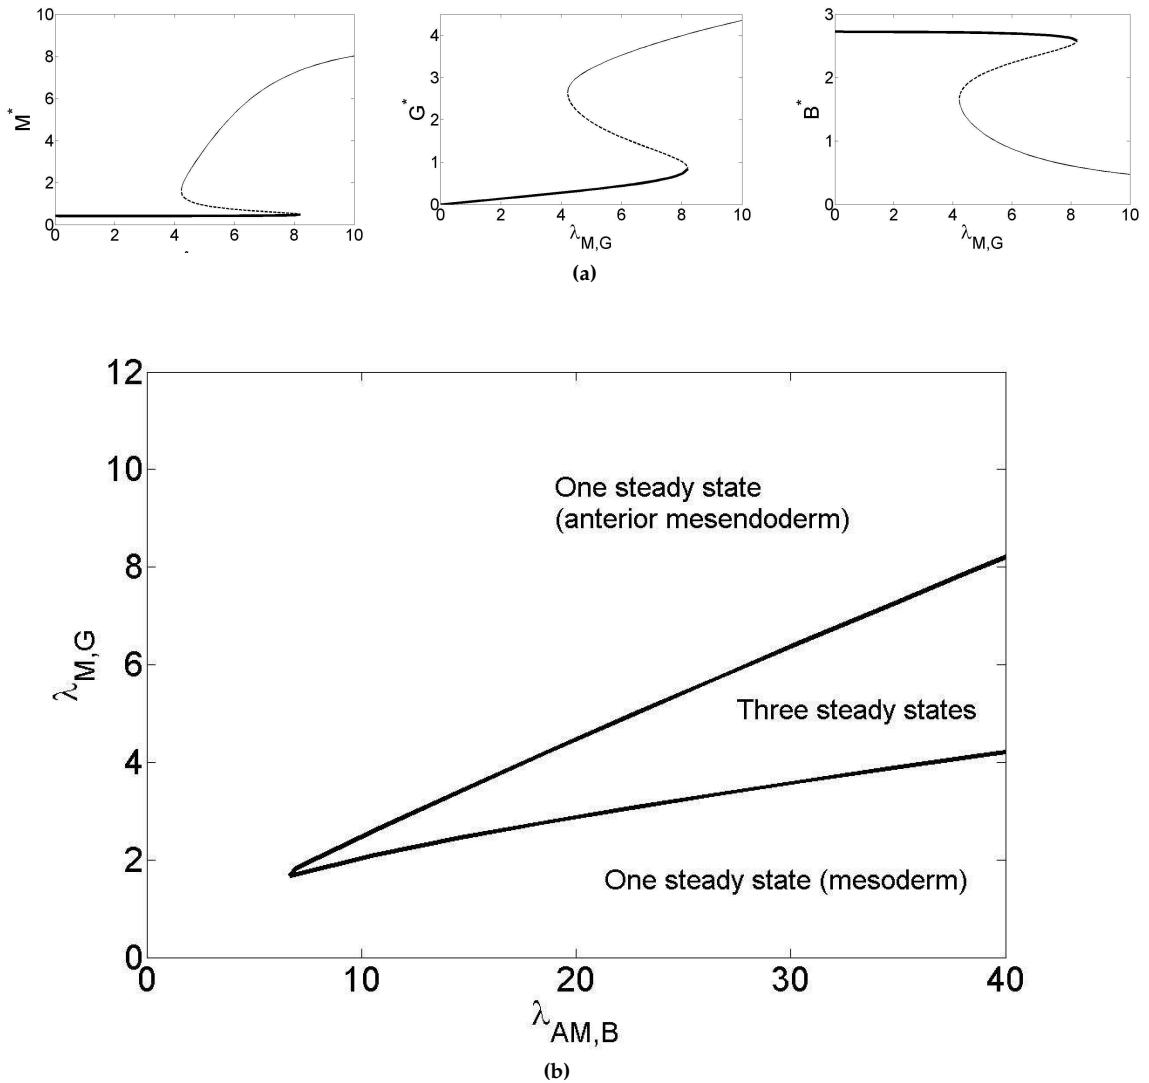 10
8
6
4
2
0
M*
0 2 4 6 8 10
4
3
2
1
0
G*
0 2 4 6 8 10
λM,G
3
2
1
0
B*
0 2 4 6 8 10
λM,G
(a)
12
10
8
6
4
2
0
λM,G
One steady state
(anterior mesendoderm)
Three steady states
One steady state (mesoderm)
0 10 20 30 40
λAM,B
(b)